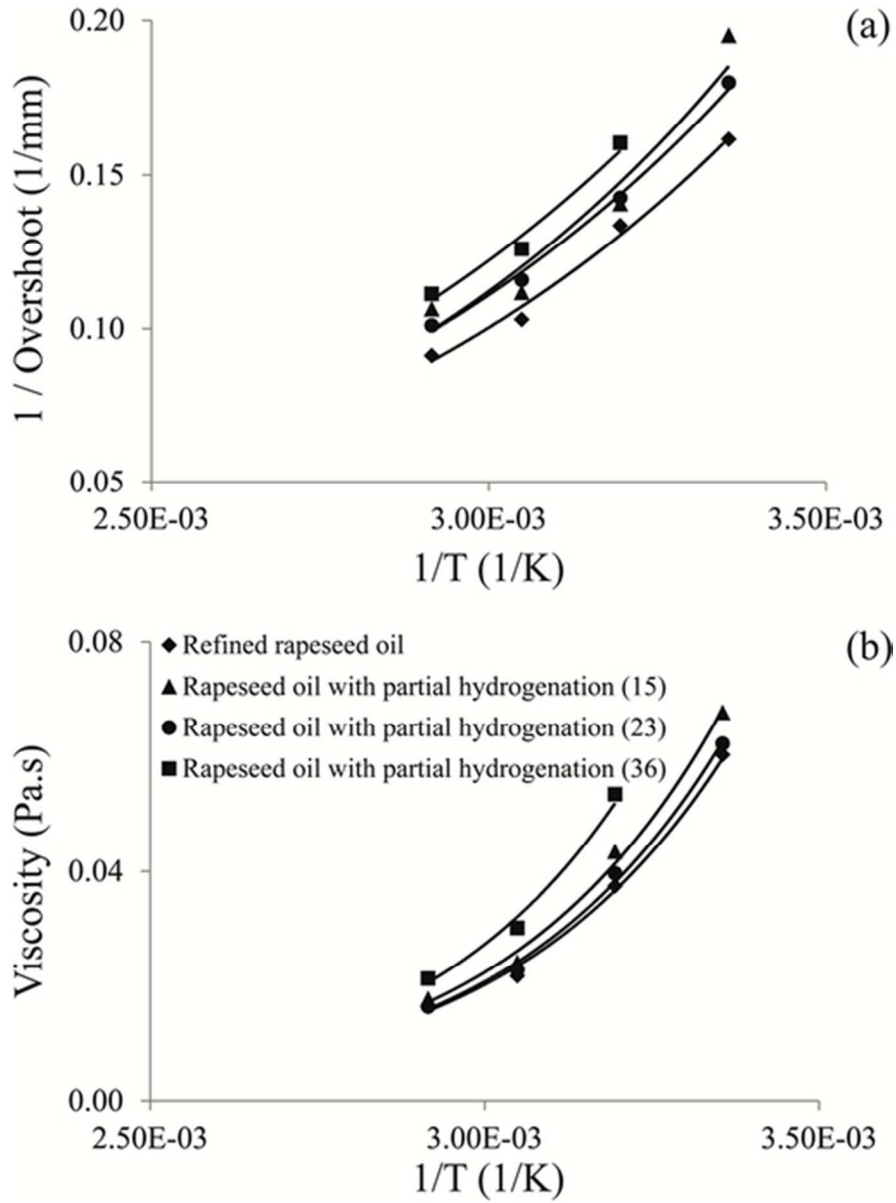 (a)
0.20
0.15
0.10
0.05
1 / Overshoot (1/mm)
2.50E-03 3.00E-03 3.50E-03
1/T (1/K)
(b)
0.08
0.04
0.00
Viscosity (Pa.s)
Refined rapeseed oil
Rapeseed oil with partial hydrogenation (15)
Rapeseed oil with partial hydrogenation (23)
Rapeseed oil with partial hydrogenation (36)
2.50E-03 3.00E-03 3.50E-03
1/T (1/K)